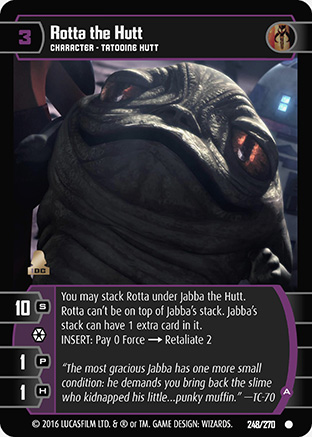 3 Rotta the Hutt
CHARACTER - TATOOINE HUTT
BC
10 S
1 P
1 H
You may stack Rotta under Jabba the Hutt.
Rotta can't be on top of Jabba's stack. Jabba's
stack can have 1 extra card in it.
INSERT: Pay 0 Force → Retaliate 2
"The most gracious Jabba has one more small
condition: he demands you bring back the slime
who kidnapped his little...punky muffin." —TC-70
A
© 2016 LUCASFILM LTD. & ® or TM. GAME DESIGN: WIZARDS. 248/270